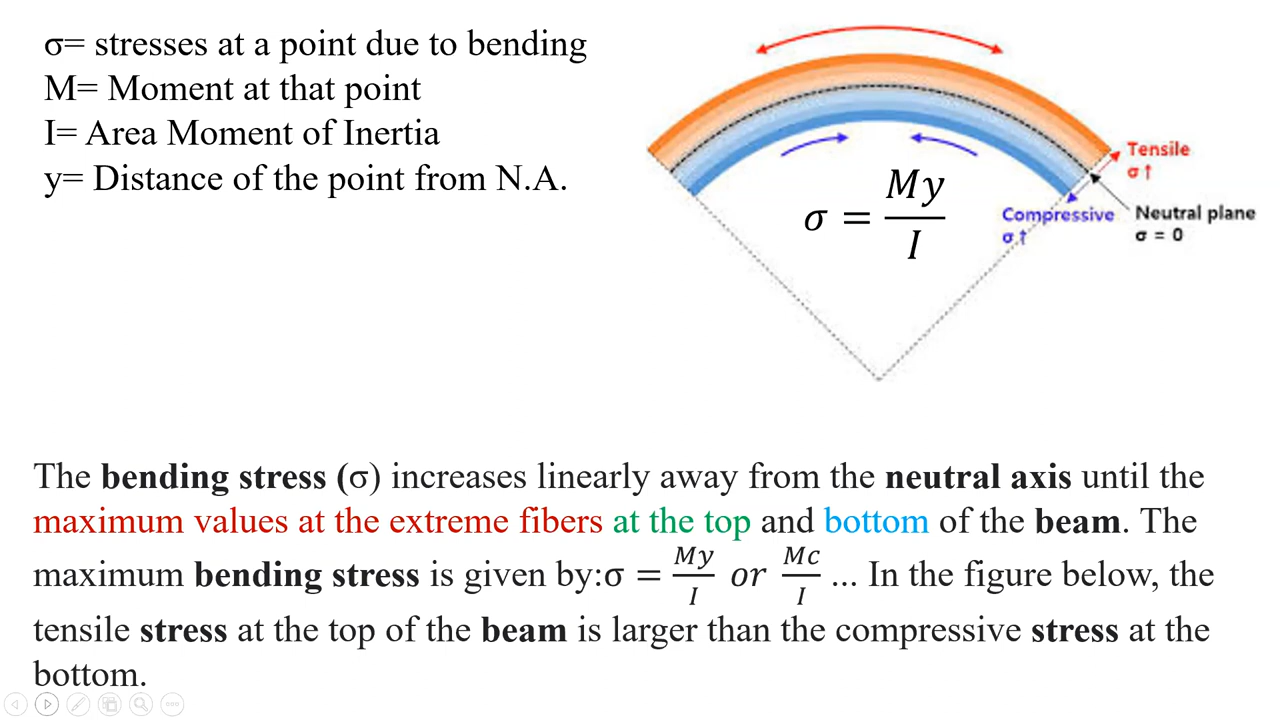 σ= stresses at a point due to bending
M= Moment at that point
I= Area Moment of Inertia
y= Distance of the point from N.A.
Tensile
σ↑
σ = My/I
Compressive
σ↑
Neutral plane
σ = 0
The bending stress (σ) increases linearly away from the neutral axis until the
maximum values at the extreme fibers at the top and bottom of the beam. The
maximum bending stress is given by:σ = My/I or Mc/I ... In the figure below, the
tensile stress at the top of the beam is larger than the compressive stress at the
bottom.